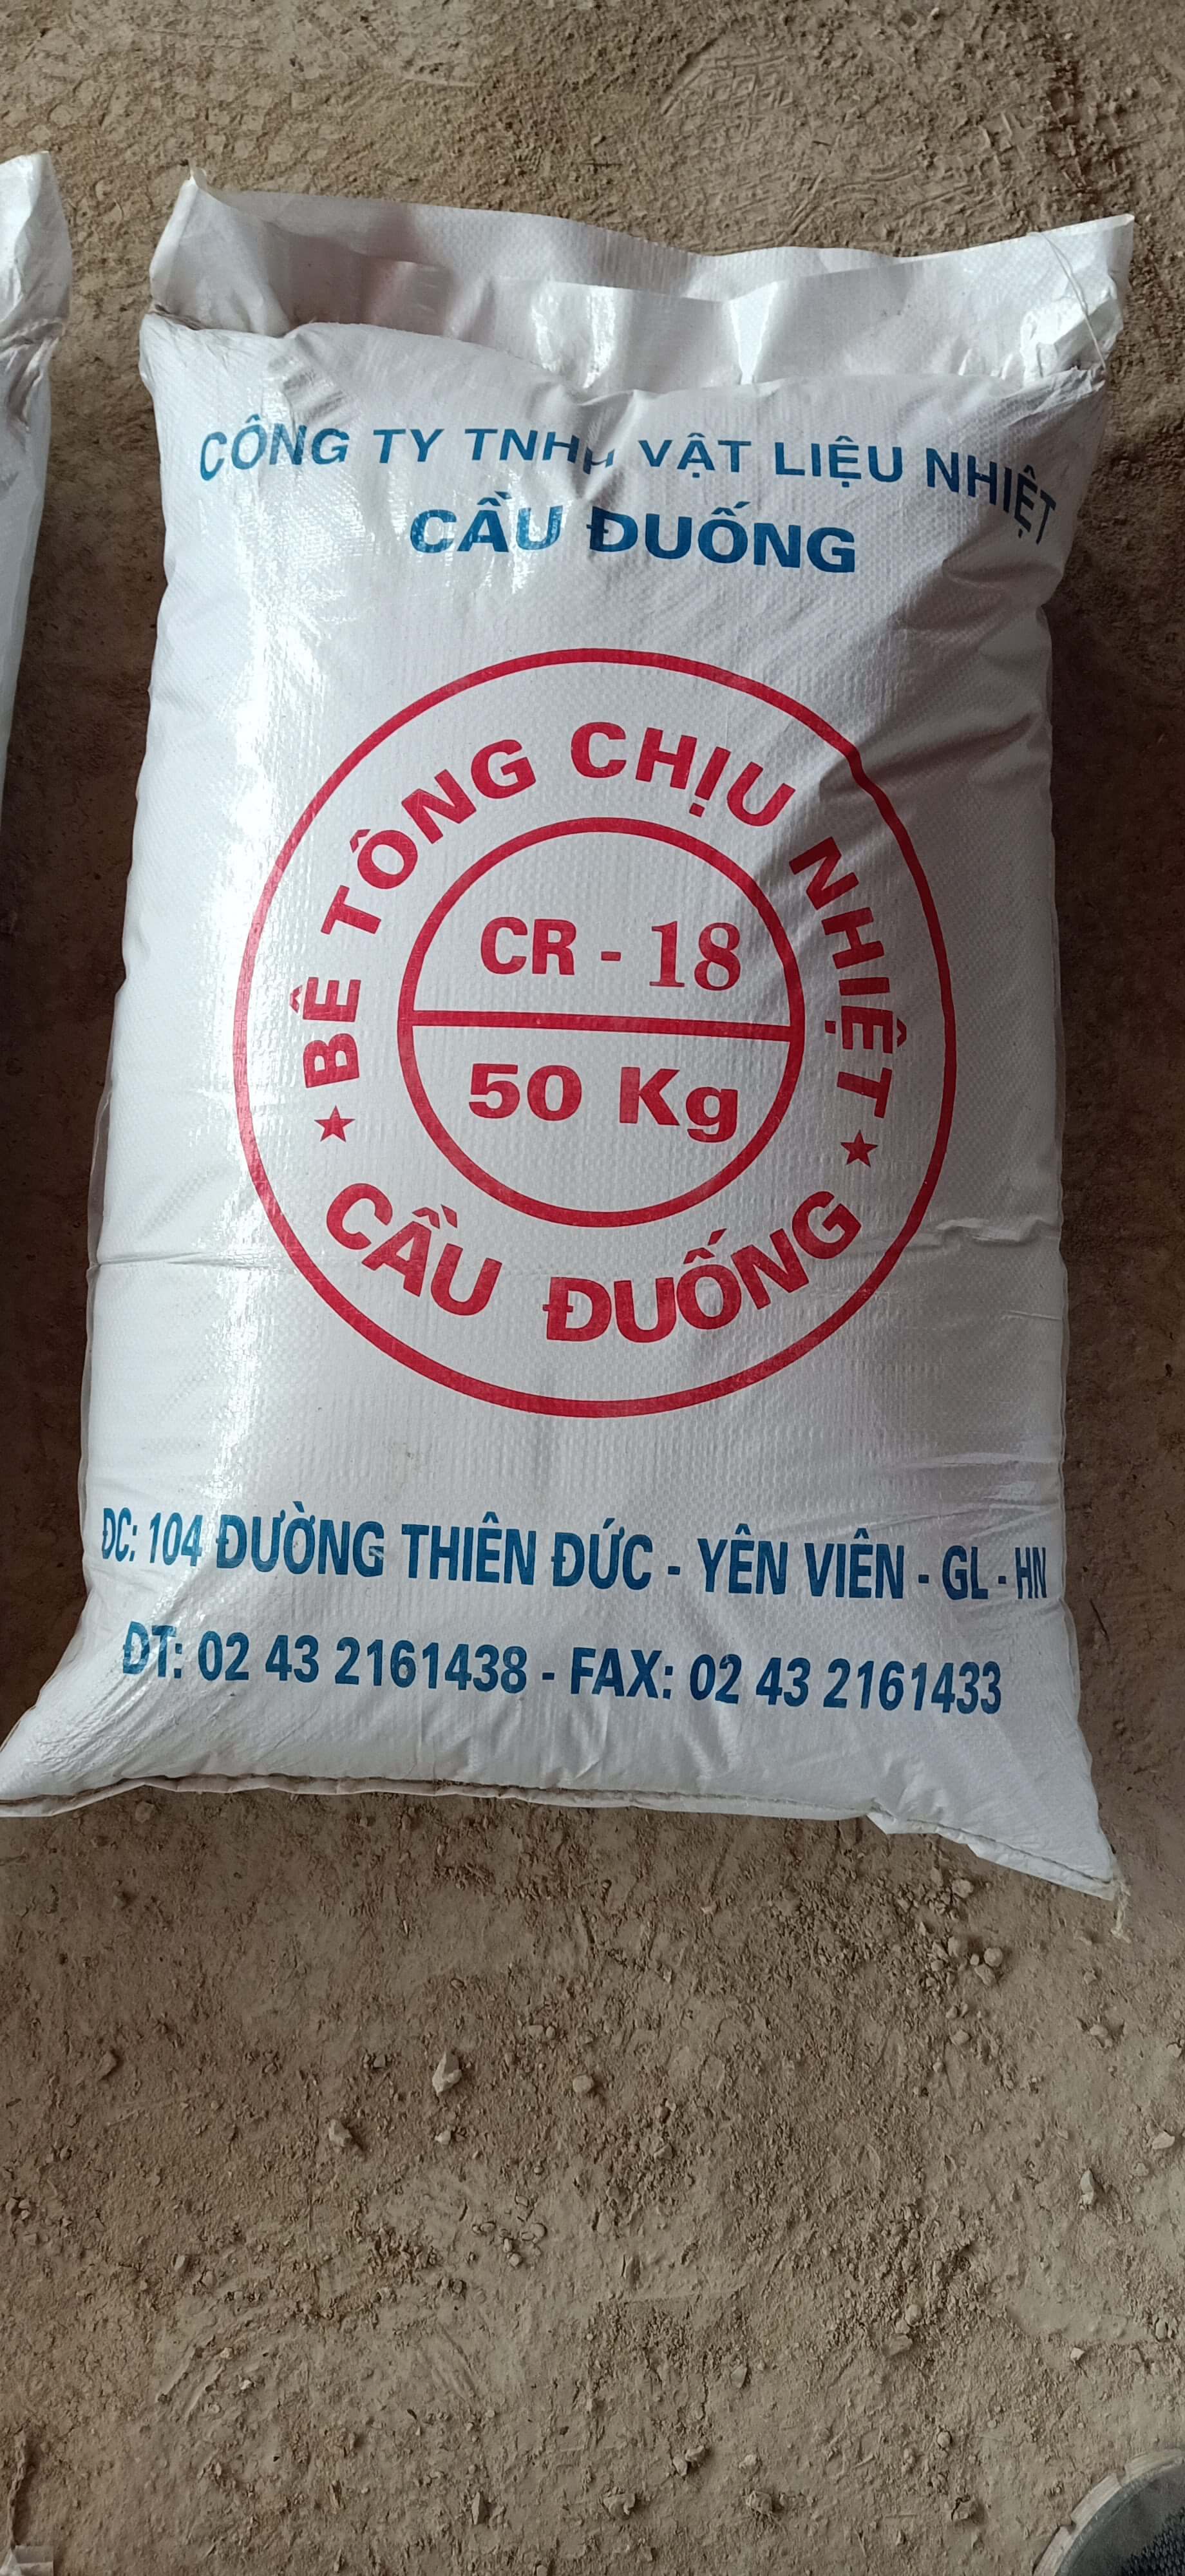 CÔNG TY TNHH VẬT LIỆU NHIỆT
CẦU ĐUỐNG
BÊ TÔNG CHỊU NHIỆT
CR - 18
50 Kg
CẦU ĐUỐNG
ĐC: 104 ĐƯỜNG THIÊN ĐỨC - YÊN VIÊN - GL - HN
ĐT: 02 43 2161438 - FAX: 02 43 2161433